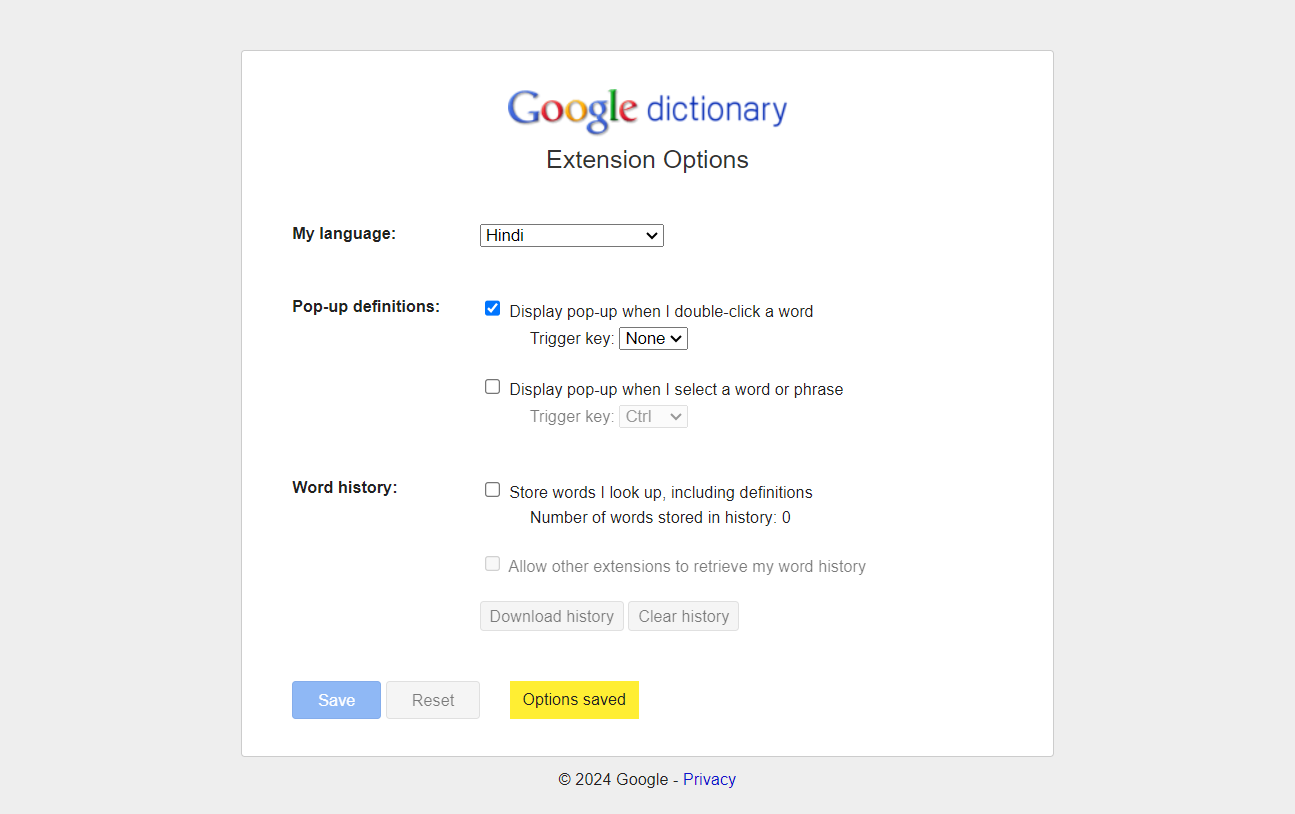 Google dictionary
Extension Options
My language: Hindi
Pop-up definitions: Display pop-up when I double-click a word
Trigger key: None
Display pop-up when I select a word or phrase
Trigger key: Ctrl
Word history: Store words I look up, including definitions
Number of words stored in history: 0
Allow other extensions to retrieve my word history
Download history Clear history
Save Reset Options saved
© 2024 Google - Privacy